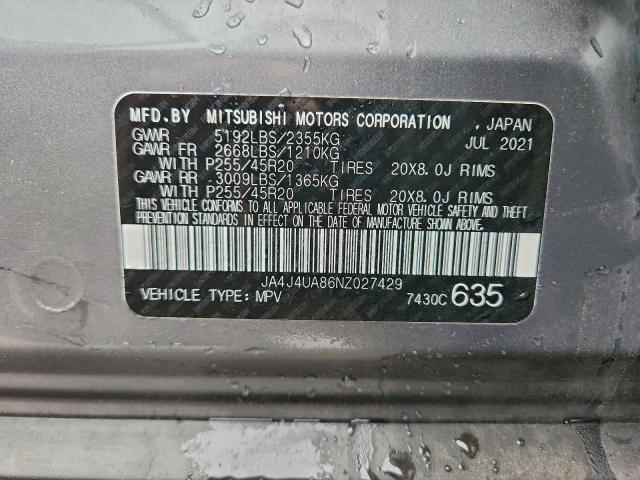 MFD.BY MITSUBISHI MOTORS CORPORATION , JAPAN
GVWR 5192LBS/2355KG JUL 2021
GAWR FR 2668LBS/1210KG
WITH P255/45R20 TIRES 20X8.0J RIMS
GAWR RR 3009LBS/1365KG
WITH P255/45R20 TIRES 20X8.0J RIMS
THIS VEHICLE CONFORMS TO ALL APPLICABLE FEDERAL MOTOR VEHICLE SAFETY AND THEFT
PREVENTION STANDARDS IN EFFECT ON THE DATE OF MANUFACTURE SHOWN ABOVE.
JA4J4UA86NZ027429
VEHICLE TYPE: MPV 7430C 635